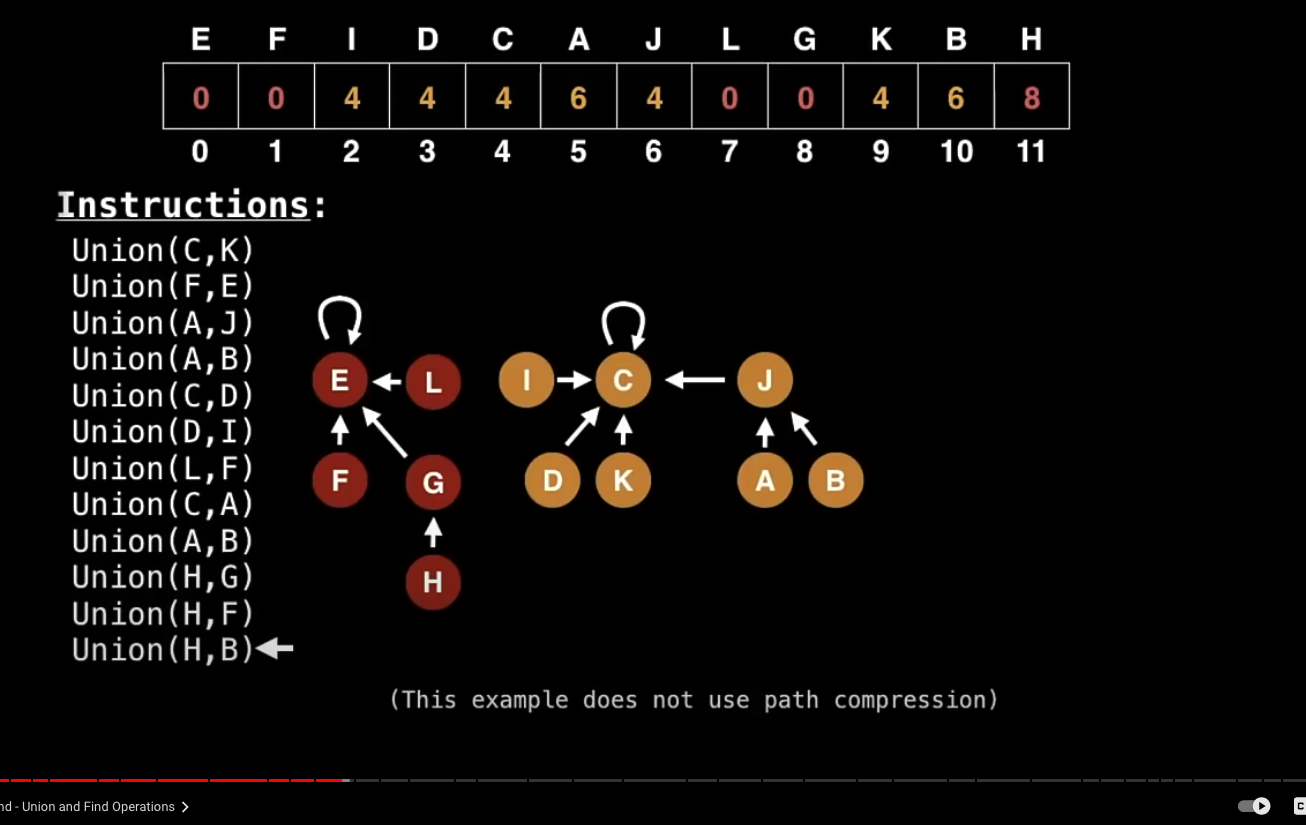 E F I D C A J L G K B H
0 0 4 4 4 6 4 0 0 4 6 8
0 1 2 3 4 5 6 7 8 9 10 11
Instructions:
Union(C,K)
Union(F,E)
Union(A,J)
Union(A,B)
Union(C,D)
Union(D,I)
Union(L,F)
Union(C,A)
Union(A,B)
Union(H,G)
Union(H,F)
Union(H,B)
E L I C J
F G D K A B
H
(This example does not use path compression)
nd - Union and Find Operations